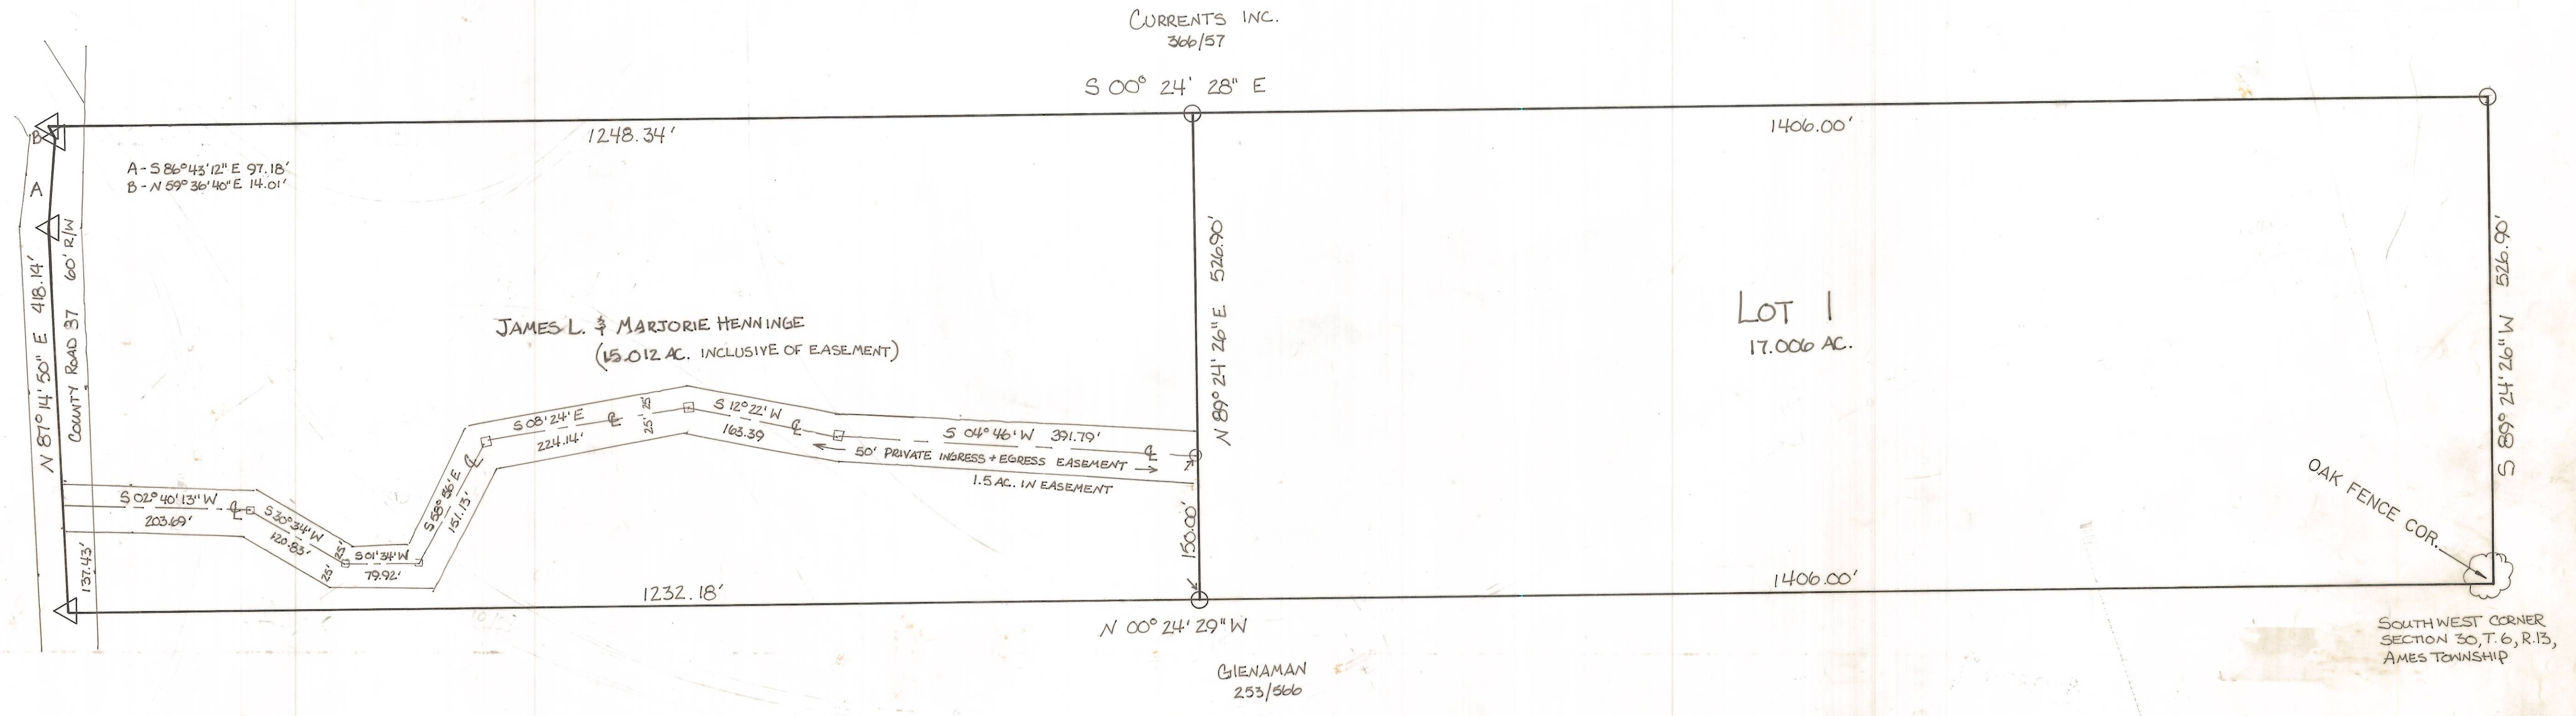 CURRENTS INC.
366/57
S 00° 24' 28" E
1248.34'
1406.00'
B
A
A - S 86° 43' 12" E 97.18'
B - N 59° 36' 40" E 14.01'
N 87° 14' 50" E 418.14'
COUNTY ROAD 37 60' R/W
JAMES L. & MARJORIE HENNINGE
(15.012 AC. INCLUSIVE OF EASEMENT)
N 89° 24' 26" E 526.90'
LOT 1
17.006 AC.
S 89° 24' 26" W 526.90'
S 02° 40' 13" W
203.69'
S 30° 34' W
120.83'
25'
25'
S 01° 34' W
79.92'
S 58° 56' E
151.13'
S 08° 24' E
224.14'
25'
25'
S 12° 22' W
163.39
S 04° 46' W 391.79'
50' PRIVATE INGRESS + EGRESS EASEMENT
1.5 AC. IN EASEMENT
150.00'
137.43'
1232.18'
1406.00'
OAK FENCE COR.
N 00° 24' 29" W
GIENAMAN
253/566
SOUTHWEST CORNER
SECTION 30, T. 6, R. 13,
AMES TOWNSHIP